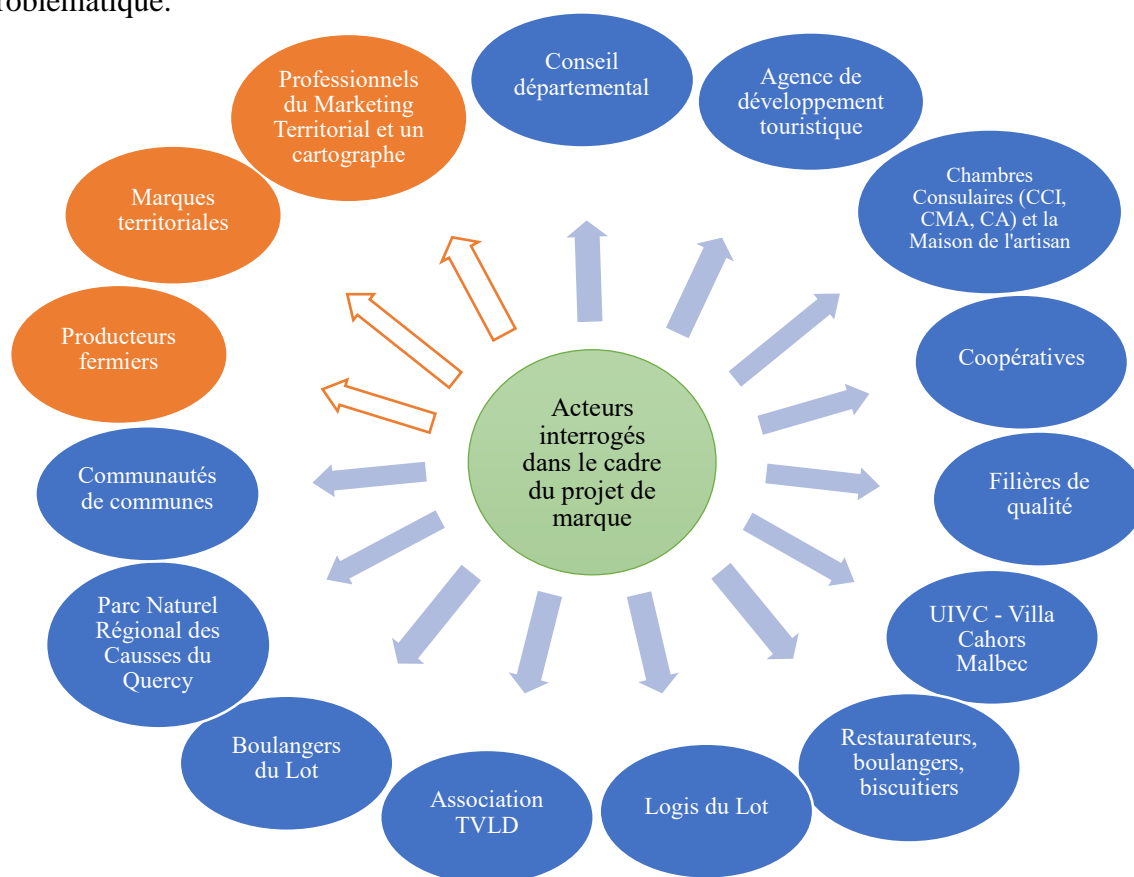 roblématique.
Conseil
départemental
Agence de
développement
touristique
Chambres
Consulaires (CCI,
CMA, CA) et la
Maison de l'artisan
Coopératives
Filières de
qualité
UIVC - Villa
Cahors
Malbec
Restaurateurs,
boulangers,
biscuitiers
Logis du Lot
Association
TVLD
Boulangers
du Lot
Parc Naturel
Régional des
Causses du
Quercy
Communautés
de communes
Producteurs
fermiers
Marques
territoriales
Professionnels
du Marketing
Territorial et un
cartographe
Acteurs
interrogés
dans le cadre
du projet de
marque